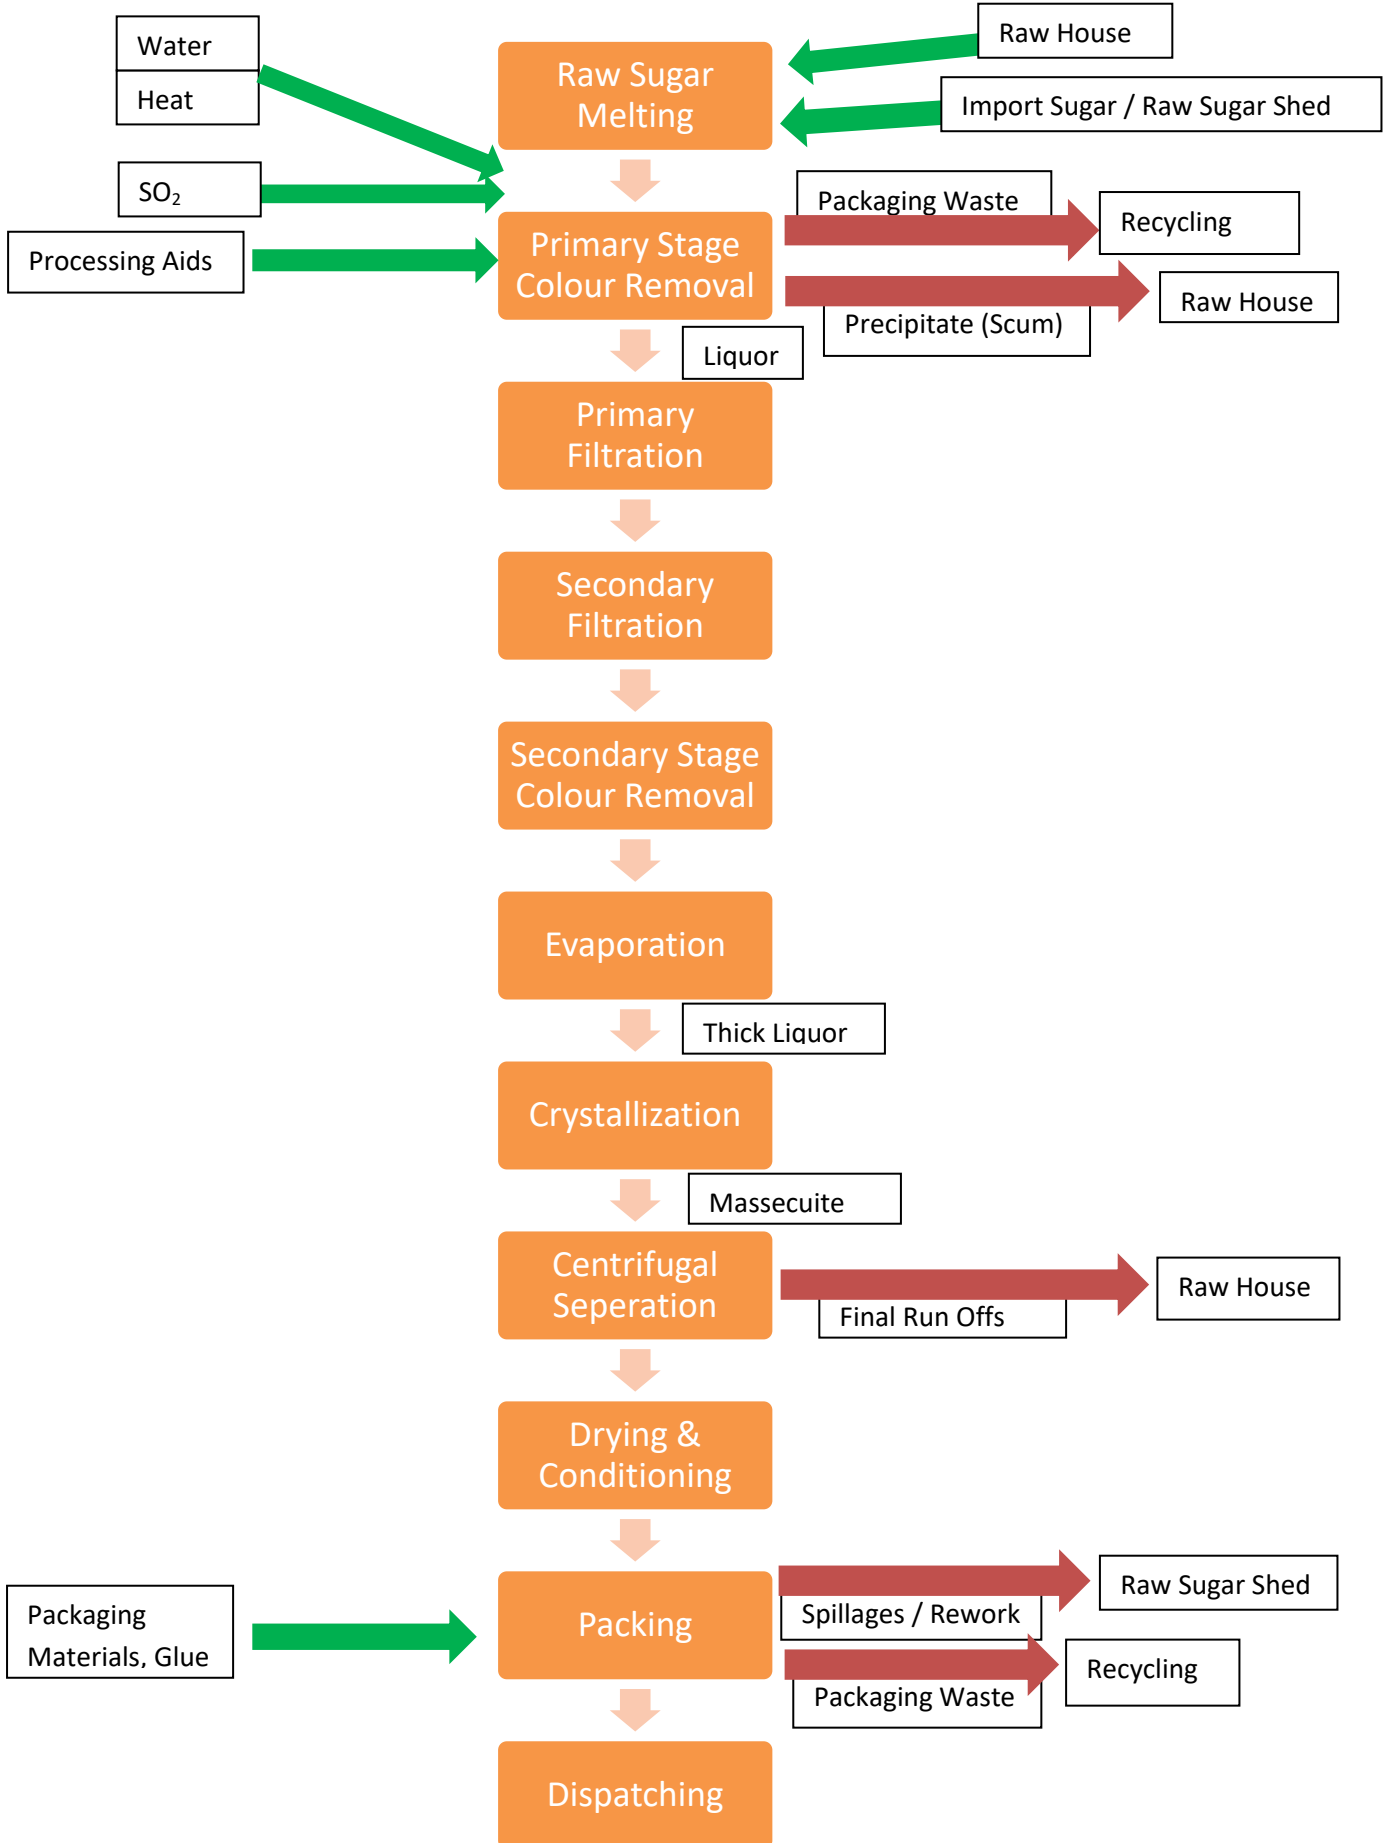 Water
Heat
Raw Sugar
Melting
Raw House
Import Sugar / Raw Sugar Shed
SO₂
Processing Aids
Primary Stage
Colour Removal
Packaging Waste
Recycling
Precipitate (Scum)
Raw House
Liquor
Primary
Filtration
Secondary
Filtration
Secondary Stage
Colour Removal
Evaporation
Thick Liquor
Crystallization
Massecuite
Centrifugal
Seperation
Final Run Offs
Raw House
Drying &
Conditioning
Packaging
Materials, Glue
Packing
Spillages / Rework
Raw Sugar Shed
Packaging Waste
Recycling
Dispatching